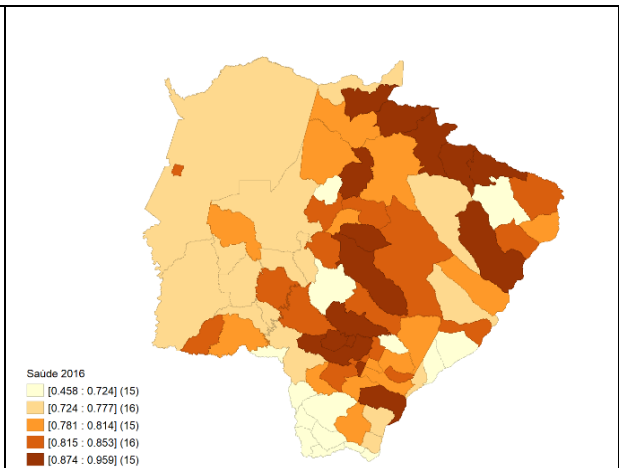 Saúde 2016
[0.458 : 0.724] (15)
[0.724 : 0.777] (16)
[0.781 : 0.814] (15)
[0.815 : 0.853] (16)
[0.874 : 0.959] (15)